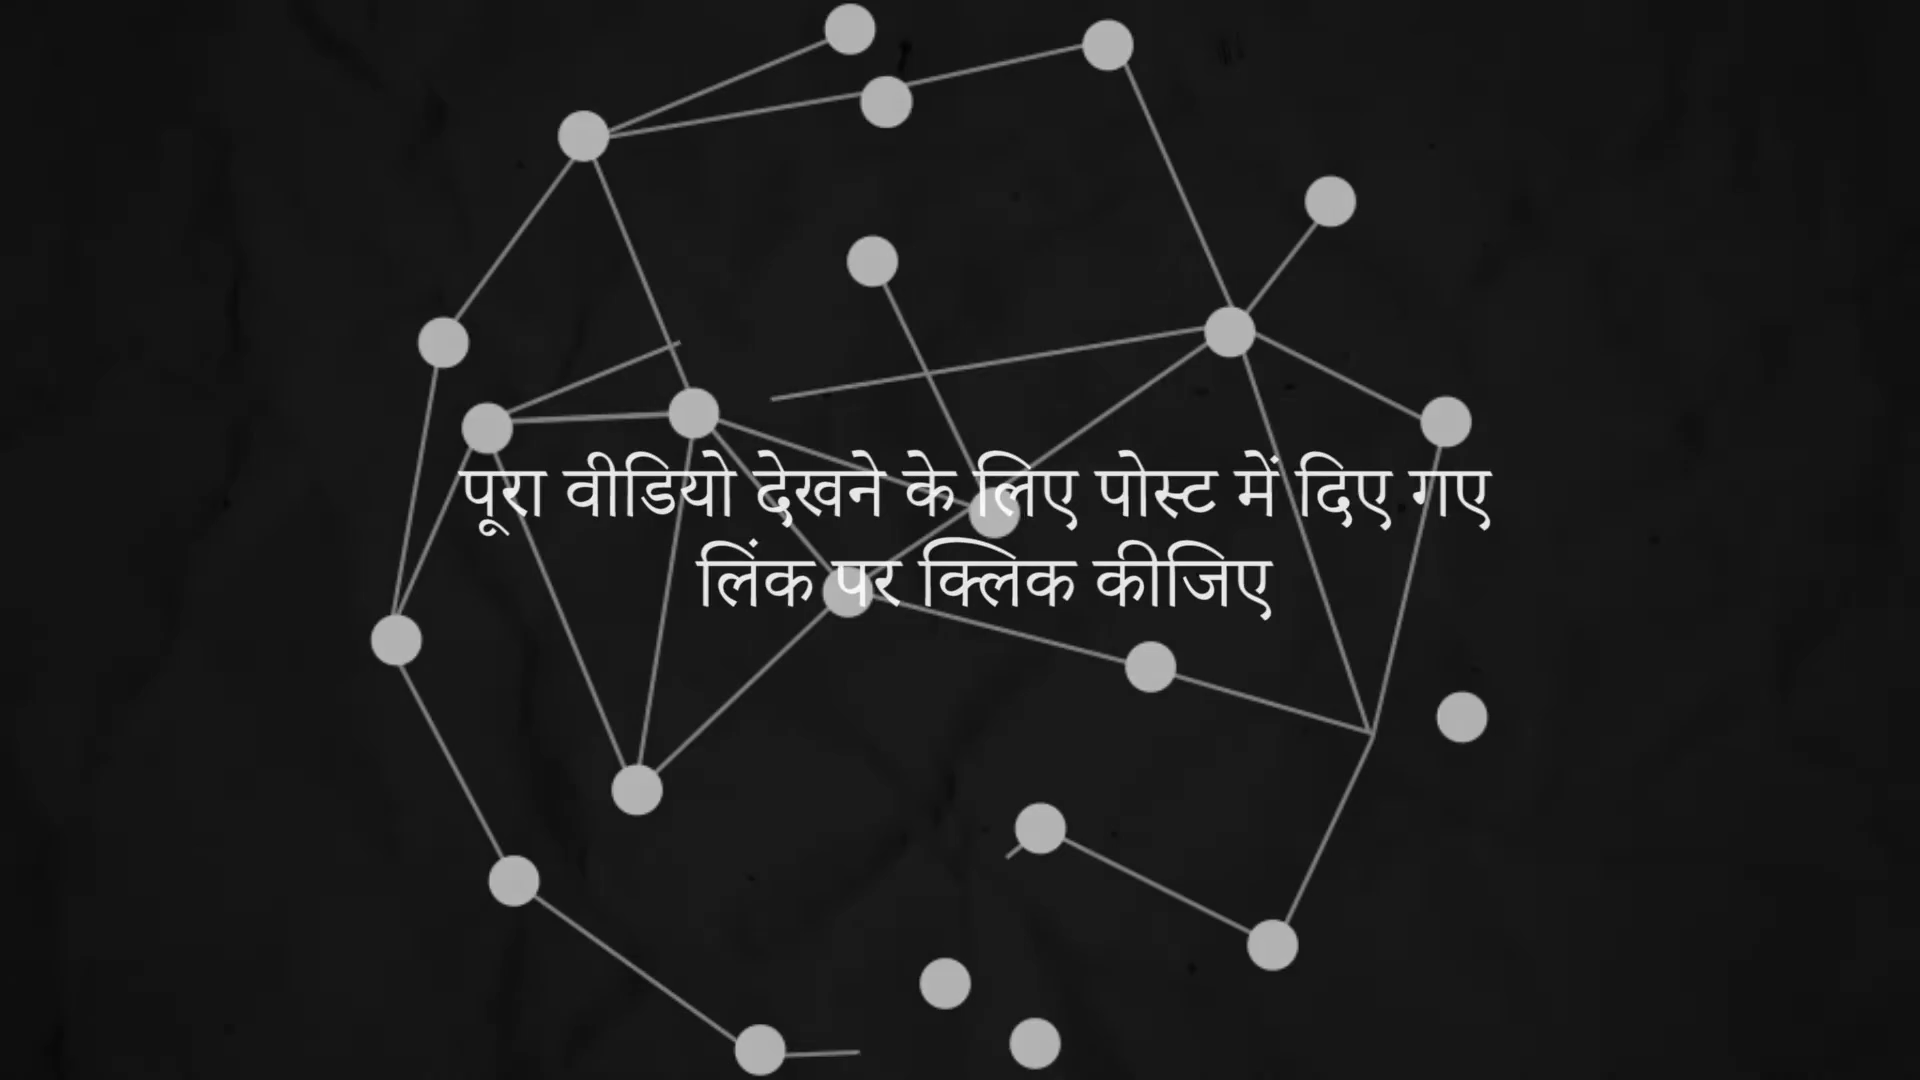 पूरा वीडियो देखने के लिए पोस्ट में दिए गए
लिंक पर क्लिक कीजिए